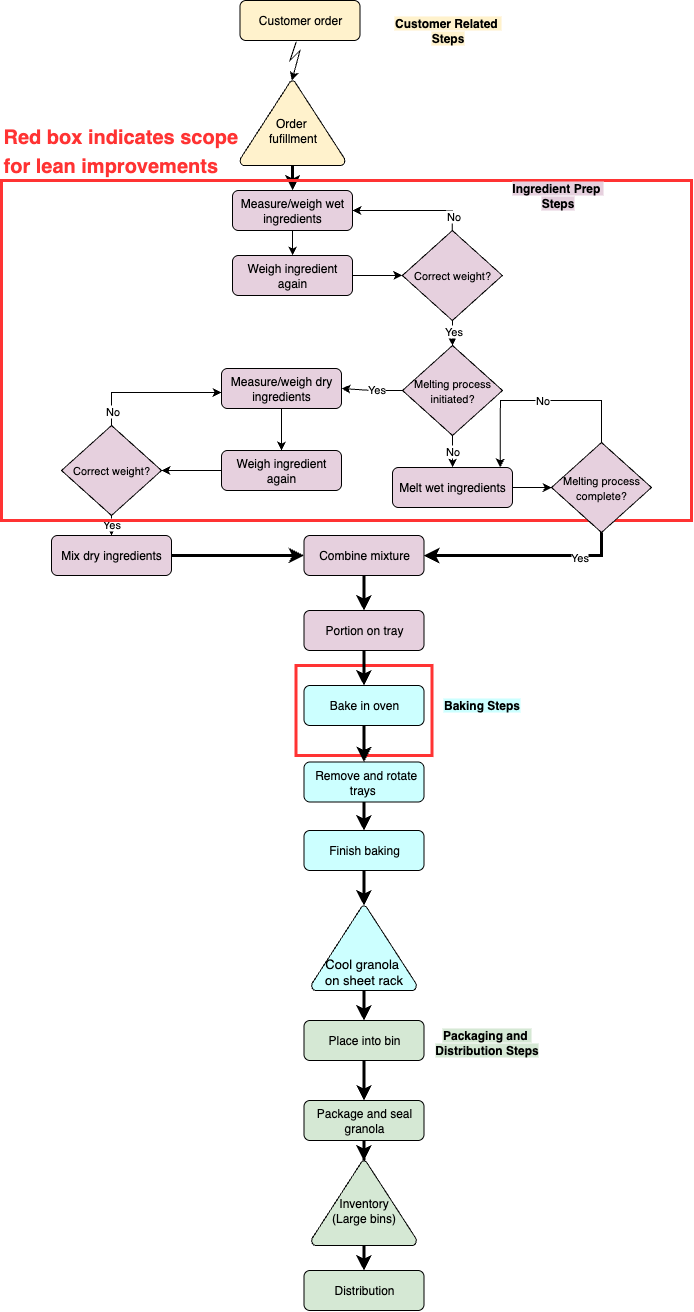 Customer order
Customer Related
Steps
Order
fufillment
Red box indicates scope
for lean improvements
Ingredient Prep
Steps
Measure/weigh wet
ingredients
No
Weigh ingredient
again
Correct weight?
Yes
Measure/weigh dry
ingredients
Yes
Melting process
initiated?
No
No
No
Correct weight?
Weigh ingredient
again
Melt wet ingredients
Melting process
complete?
Yes
Mix dry ingredients
Combine mixture
Yes
Portion on tray
Bake in oven
Baking Steps
Remove and rotate
trays
Finish baking
Cool granola
on sheet rack
Place into bin
Packaging and
Distribution Steps
Package and seal
granola
Inventory
(Large bins)
Distribution